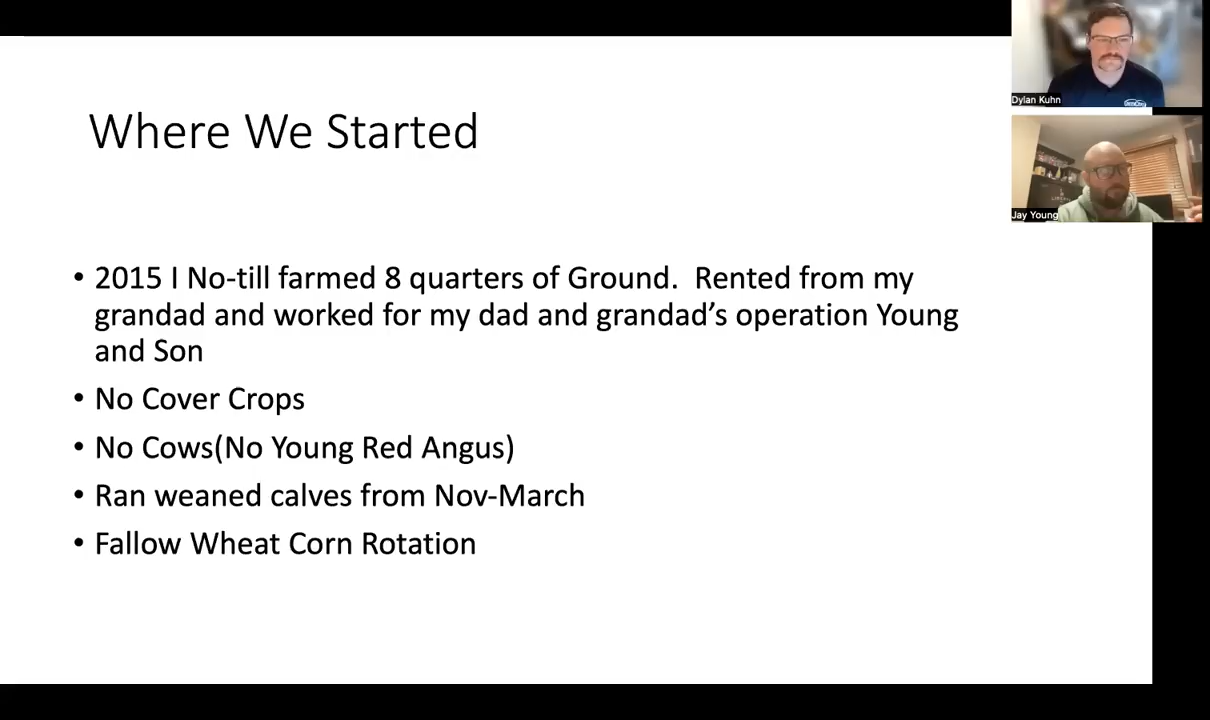 Where We Started
• 2015 I No-till farmed 8 quarters of Ground.  Rented from my
grandad and worked for my dad and grandad’s operation Young
and Son
• No Cover Crops
• No Cows(No Young Red Angus)
• Ran weaned calves from Nov-March
• Fallow Wheat Corn Rotation
Dylan Kuhn
Jay Young